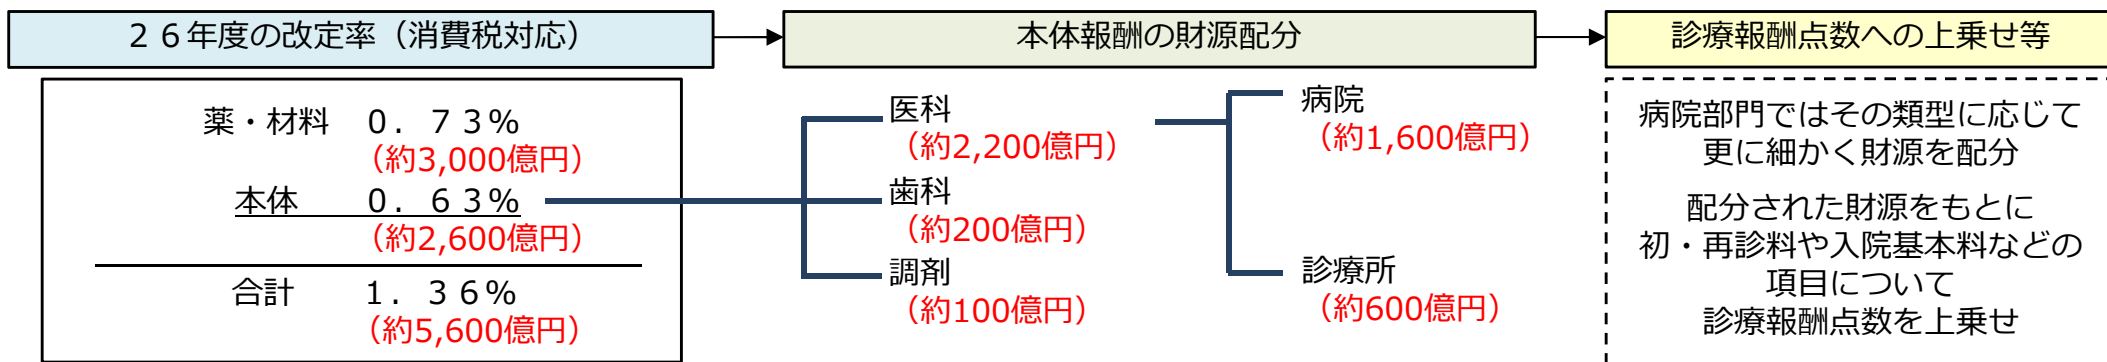 ２６年度の改定率（消費税対応）
薬・材料　０．７３％
（約3,000億円）
本体　０．６３％
（約2,600億円）
合計　１．３６％
（約5,600億円）
本体報酬の財源配分
医科
（約2,200億円）
歯科
（約200億円）
調剤
（約100億円）
病院
（約1,600億円）
診療所
（約600億円）
診療報酬点数への上乗せ等
病院部門ではその類型に応じて
更に細かく財源を配分
配分された財源をもとに
初・再診料や入院基本料などの
項目について
診療報酬点数を上乗せ